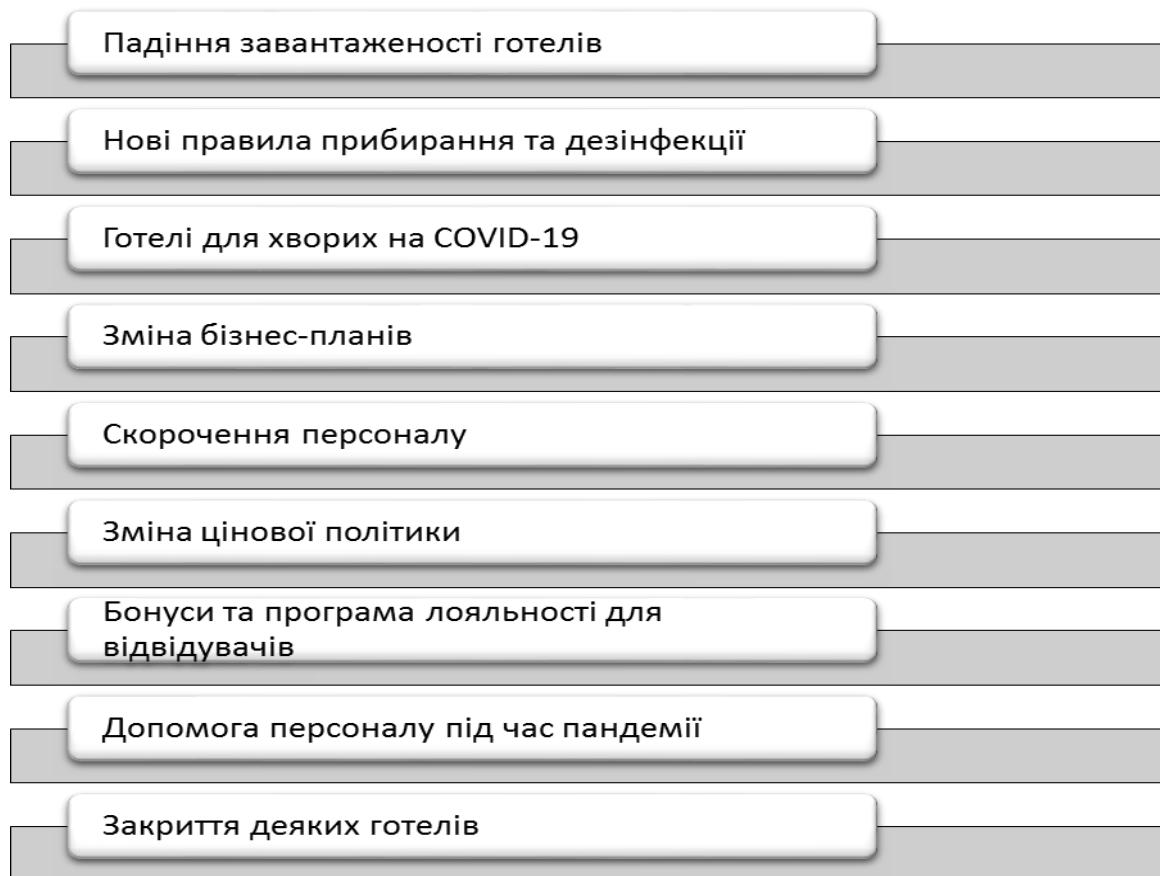 Падіння завантаженості готелів
Нові правила прибирання та дезінфекції
Готелі для хворих на COVID-19
Зміна бізнес-планів
Скорочення персоналу
Зміна цінової політики
Бонуси та програма лояльності для
відвідувачів
Допомога персоналу під час пандемії
Закриття деяких готелів